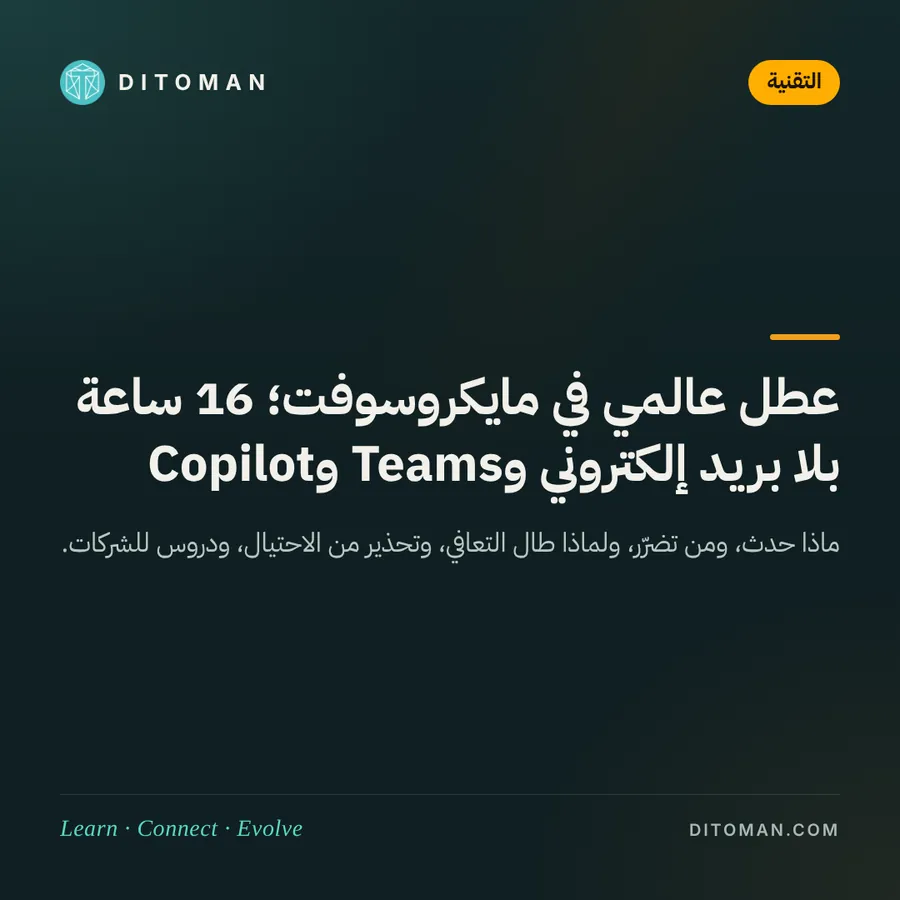 DITOMAN
التقنية
عطل عالمي في مايكروسوفت؛ 16 ساعة
بلا بريد إلكتروني وTeams وCopilot
ماذا حدث، ومن تضرّر، ولماذا طال التعافي، وتحذير من الاحتيال، ودروس للشركات.
Learn · Connect · Evolve
DITOMAN.COM